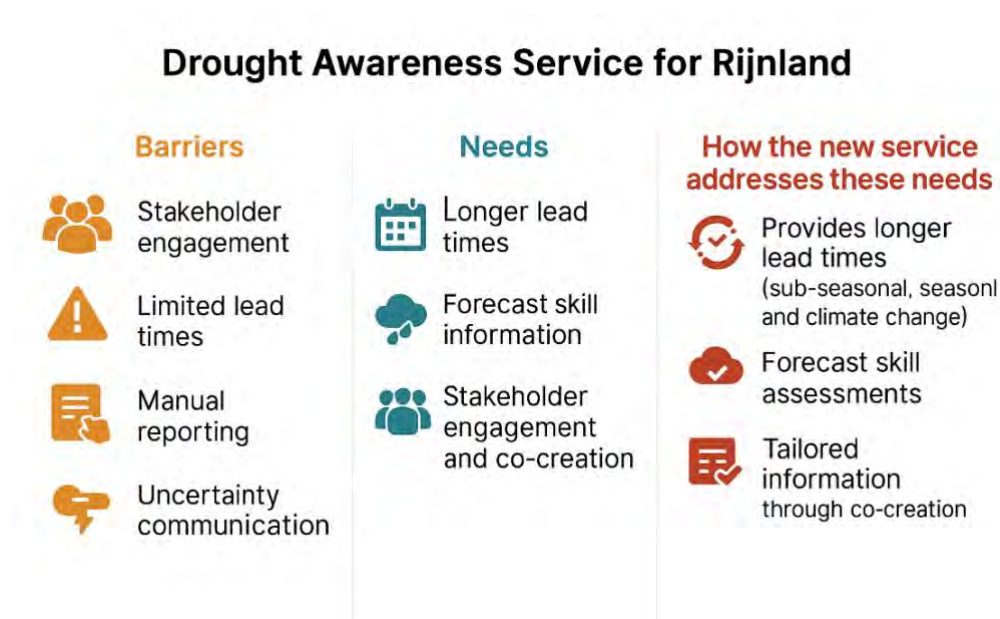 Drought Awareness Service for Rijnland
Barriers
Stakeholder
engagement
Limited lead
times
Manual
reporting
Uncertainty
communication
Needs
Longer lead
times
Forecast skill
information
Stakeholder
engagement
and co-creation
How the new service
addresses these needs
Provides longer
lead times
(sub-seasonal, seasonl
and climate change)
Forecast skill
assessments
Tailored
information
through co-creation